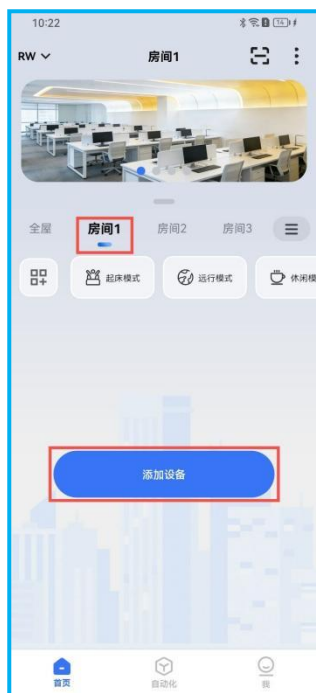 10:22
14
RW
房间1
全屋 房间1 房间2 房间3
起床模式 远行模式 休闲模
添加设备
首页 自动化 我